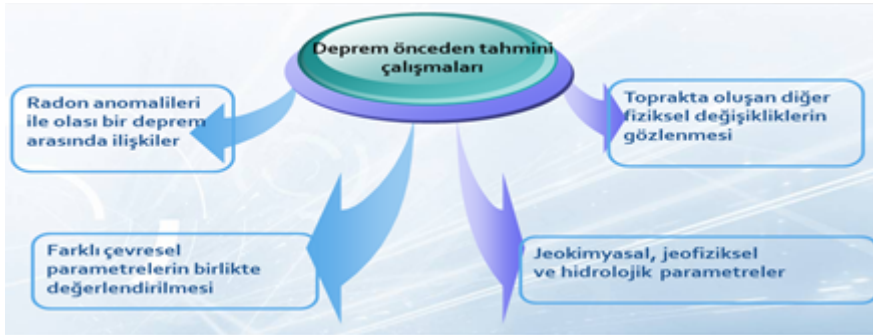 Deprem önceden tahmini
çalışmaları
Radon anomalileri
ile olası bir deprem
arasında ilişkiler
Toprakta oluşan diğer
fiziksel değişikliklerin
gözlenmesi
Farklı çevresel
parametrelerin birlikte
değerlendirilmesi
Jeokimyasal, jeofiziksel
ve hidrolojik parametreler